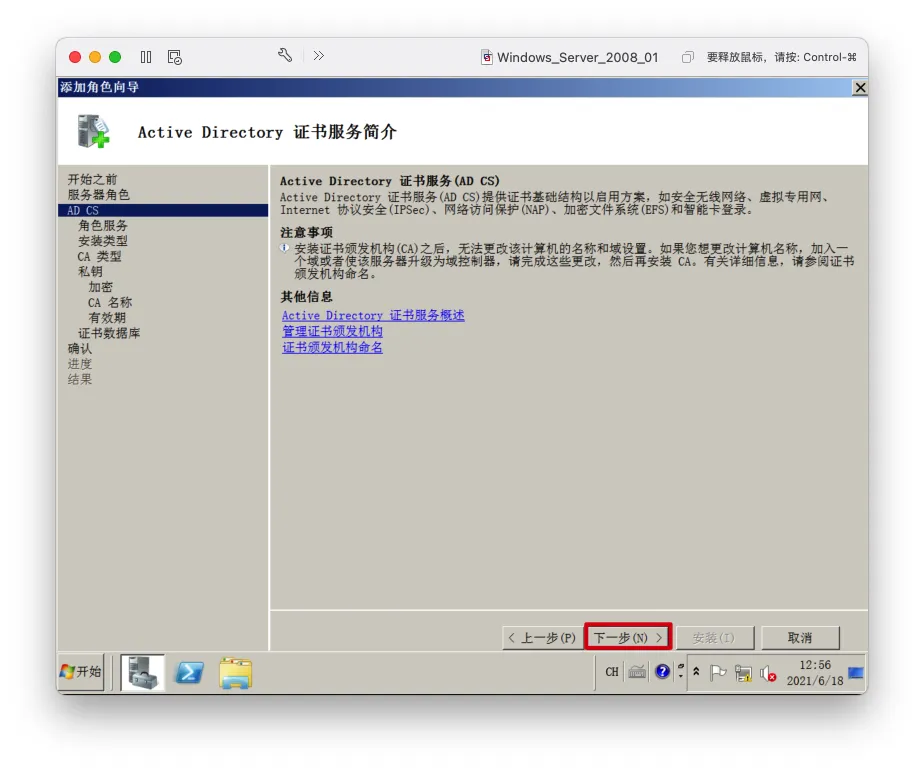 Windows_Server_2008_01
要释放鼠标，请按: Control-⌘
添加角色向导
Active Directory 证书服务简介
开始之前
服务器角色
AD CS
角色服务
安装类型
CA 类型
私钥
加密
CA 名称
有效期
证书数据库
确认
进度
结果
Active Directory 证书服务(AD CS)
Active Directory 证书服务(AD CS)提供证书基础结构以启用方案，如安全无线网络、虚拟专用网、
Internet 协议安全(IPSec)、网络访问保护(NAP)、加密文件系统(EFS)和智能卡登录。
注意事项
安装证书颁发机构(CA)之后，无法更改该计算机的名称和域设置。如果您想更改计算机名称，加入一
个域或者使该服务器升级为域控制器，请完成这些更改，然后再安装 CA。有关详细信息，请参阅证书
颁发机构命名。
其他信息
Active Directory 证书服务概述
管理证书颁发机构
证书颁发机构命名
< 上一步(P)
下一步(N) >
安装(I)
取消
开始
CH
12:56
2021/6/18